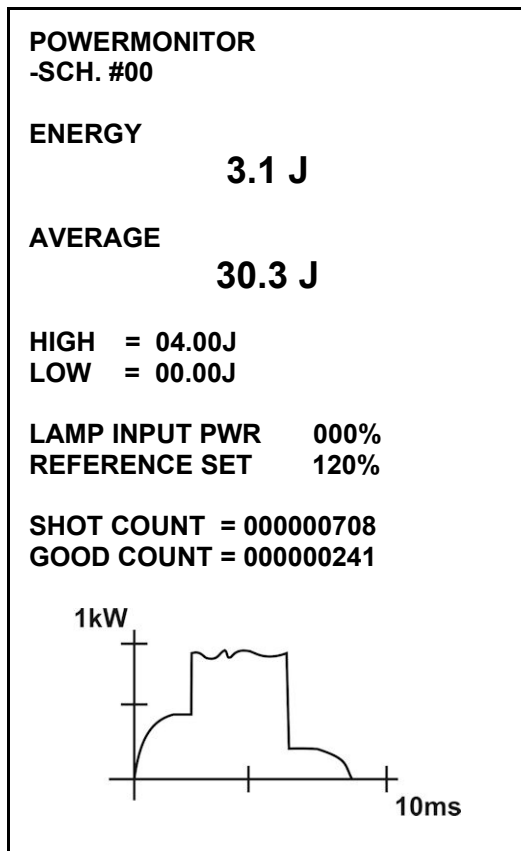 POWERMONITOR
-SCH. #00
ENERGY
3.1 J
AVERAGE
30.3 J
HIGH = 04.00J
LOW = 00.00J
LAMP INPUT PWR 000%
REFERENCE SET 120%
SHOT COUNT = 000000708
GOOD COUNT = 000000241
1kW
10ms